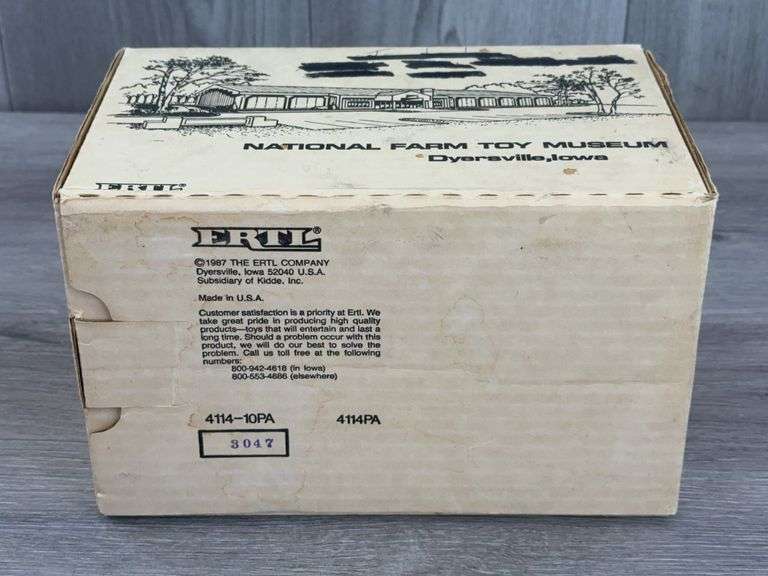 NATIONAL FARM TOY MUSEUM
Dyersville, Iowa
ERTL®
ERTL®
©1987 THE ERTL COMPANY
Dyersville, Iowa 52040 U.S.A.
Subsidiary of Kidde, Inc.
Made in U.S.A.
Customer satisfaction is a priority at Ertl. We
take great pride in producing high quality
products—toys that will entertain and last a
long time. Should a problem occur with this
product, we will do our best to solve the
problem. Call us toll free at the following
numbers:
800-942-4618 (in Iowa)
800-553-4886 (elsewhere)
4114-10PA 4114PA
3047